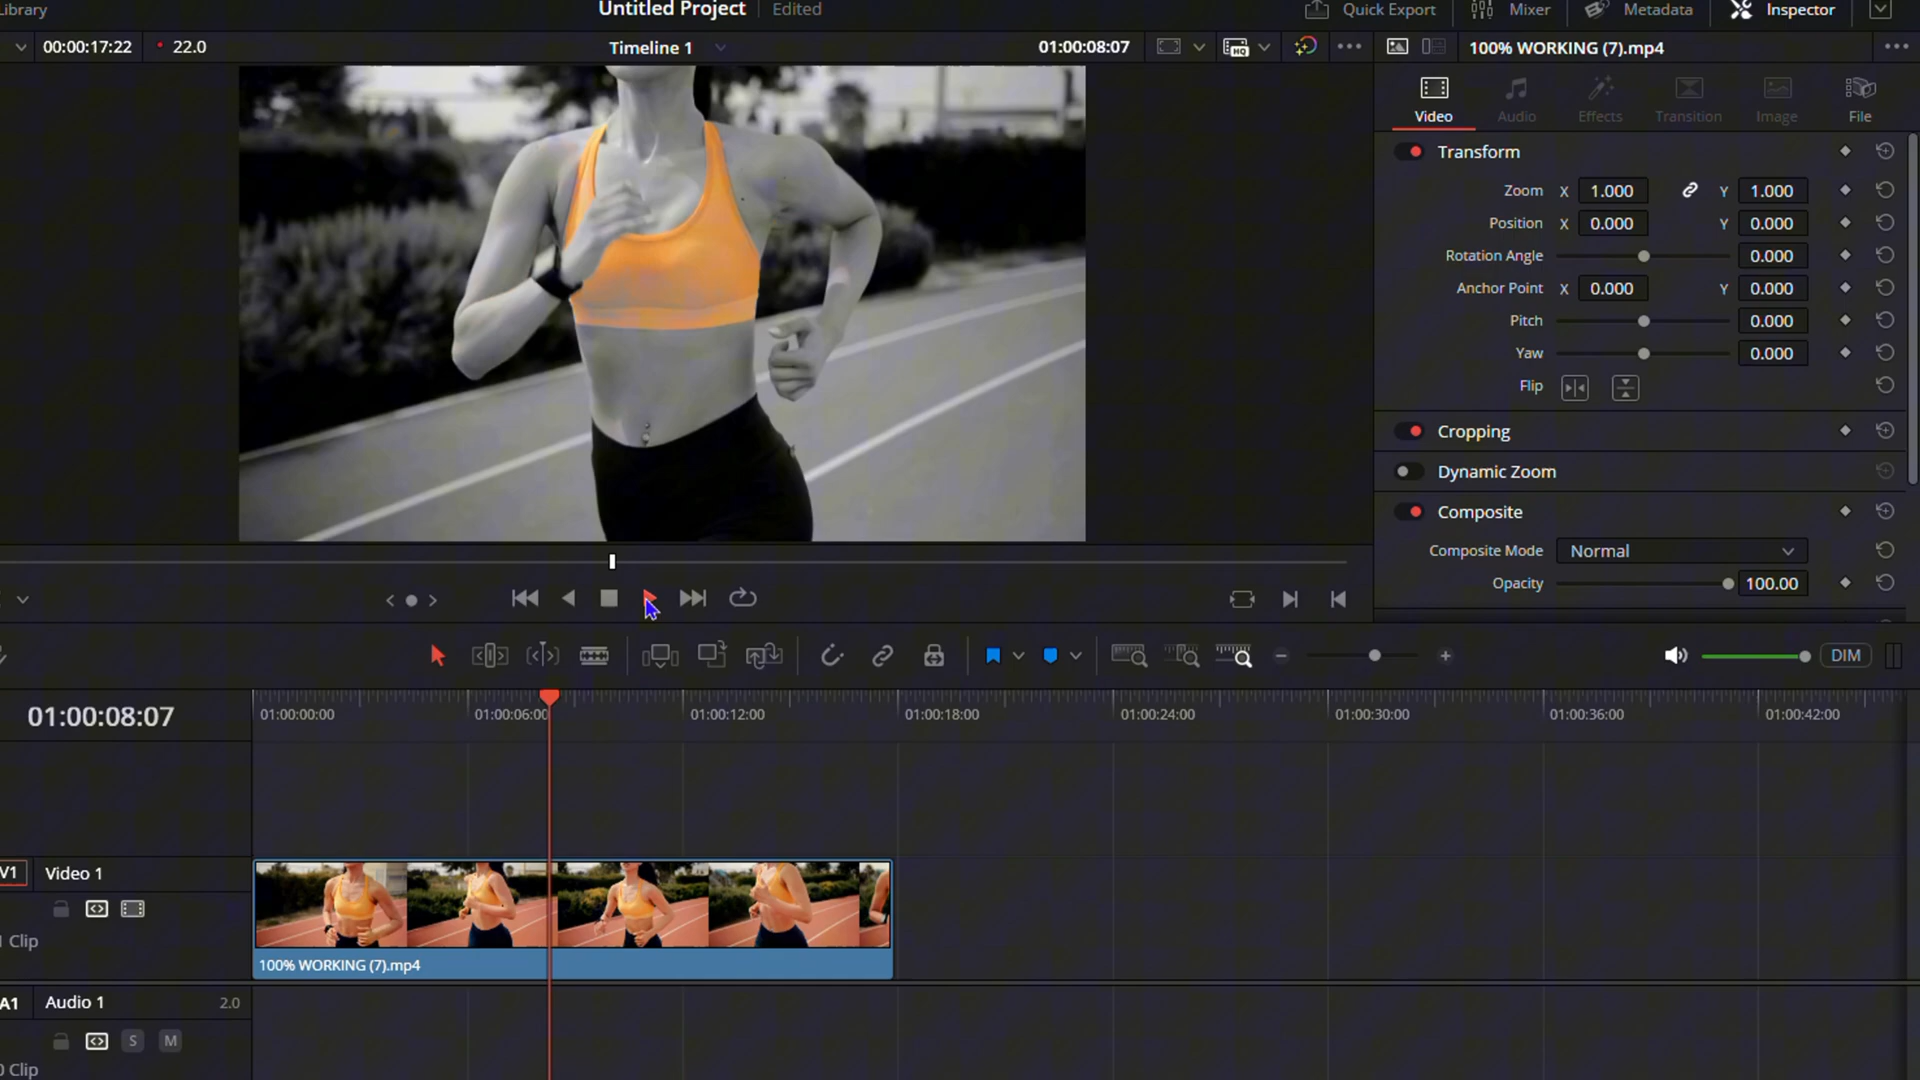 Library
Untitled Project
Edited
Quick Export
Mixer
Metadata
Inspector
00:00:17:22
22.0
Timeline 1
01:00:08:07
HQ
100% WORKING (7).mp4
Video
Audio
Effects
Transition
Image
File
Transform
Zoom X 1.000 Y 1.000
Position X 0.000 Y 0.000
Rotation Angle 0.000
Anchor Point X 0.000 Y 0.000
Pitch 0.000
Yaw 0.000
Flip
Cropping
Dynamic Zoom
Composite
Composite Mode Normal
Opacity 100.00
DIM
01:00:08:07
01:00:00:00
01:00:06:00
01:00:12:00
01:00:18:00
01:00:24:00
01:00:30:00
01:00:36:00
01:00:42:00
V1 Video 1
Clip
100% WORKING (7).mp4
A1 Audio 1 2.0
S M
0 Clip